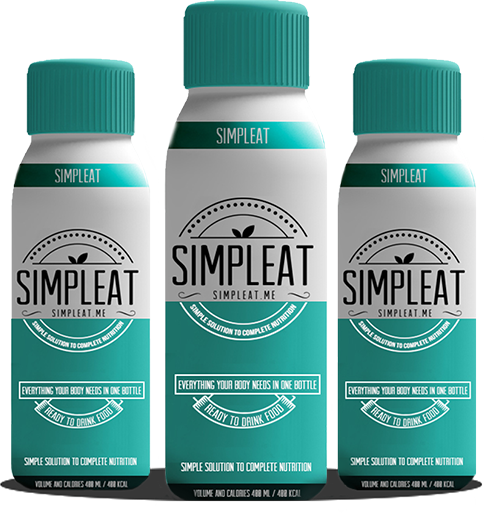 SIMPLEAT
SIMPLEAT
SIMPLEAT.ME
SIMPLE SOLUTION TO COMPLETE NUTRITION
EVERYTHING YOUR BODY NEEDS IN ONE BOTTLE
READY TO DRINK FOOD
SIMPLE SOLUTION TO COMPLETE NUTRITION
VOLUME AND CALORIES 400 ML / 400 KCAL
SIMPLEAT
SIMPLEAT
SIMPLEAT.ME
SIMPLE SOLUTION TO COMPLETE NUTRITION
EVERYTHING YOUR BODY NEEDS IN ONE BOTTLE
READY TO DRINK FOOD
SIMPLE SOLUTION TO COMPLETE NUTRITION
VOLUME AND CALORIES 400 ML / 400 KCAL
SIMPLEAT
SIMPLEAT
SIMPLEAT.ME
SIMPLE SOLUTION TO COMPLETE NUTRITION
EVERYTHING YOUR BODY NEEDS IN ONE BOTTLE
READY TO DRINK FOOD
SIMPLE SOLUTION TO COMPLETE NUTRITION
VOLUME AND CALORIES 400 ML / 400 KCAL